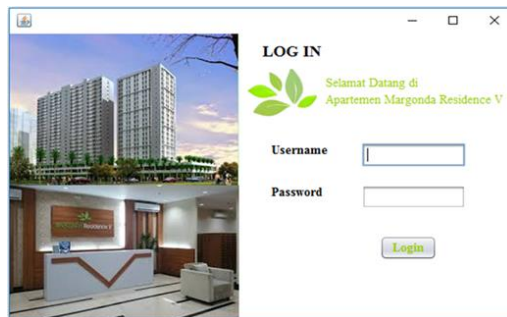 LOG IN
Selamat Datang di
Apartemen Margonda Residence V
Username
Password
Login